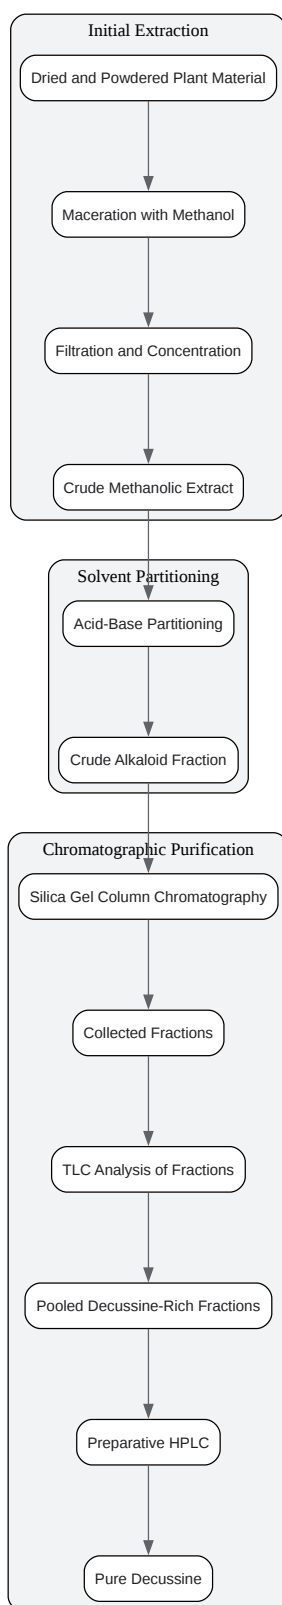 Initial Extraction
Dried and Powdered Plant Material
Maceration with Methanol
Filtration and Concentration
Crude Methanolic Extract
Solvent Partitioning
Acid-Base Partitioning
Crude Alkaloid Fraction
Chromatographic Purification
Silica Gel Column Chromatography
Collected Fractions
TLC Analysis of Fractions
Pooled Decussine-Rich Fractions
Preparative HPLC
Pure Decussine